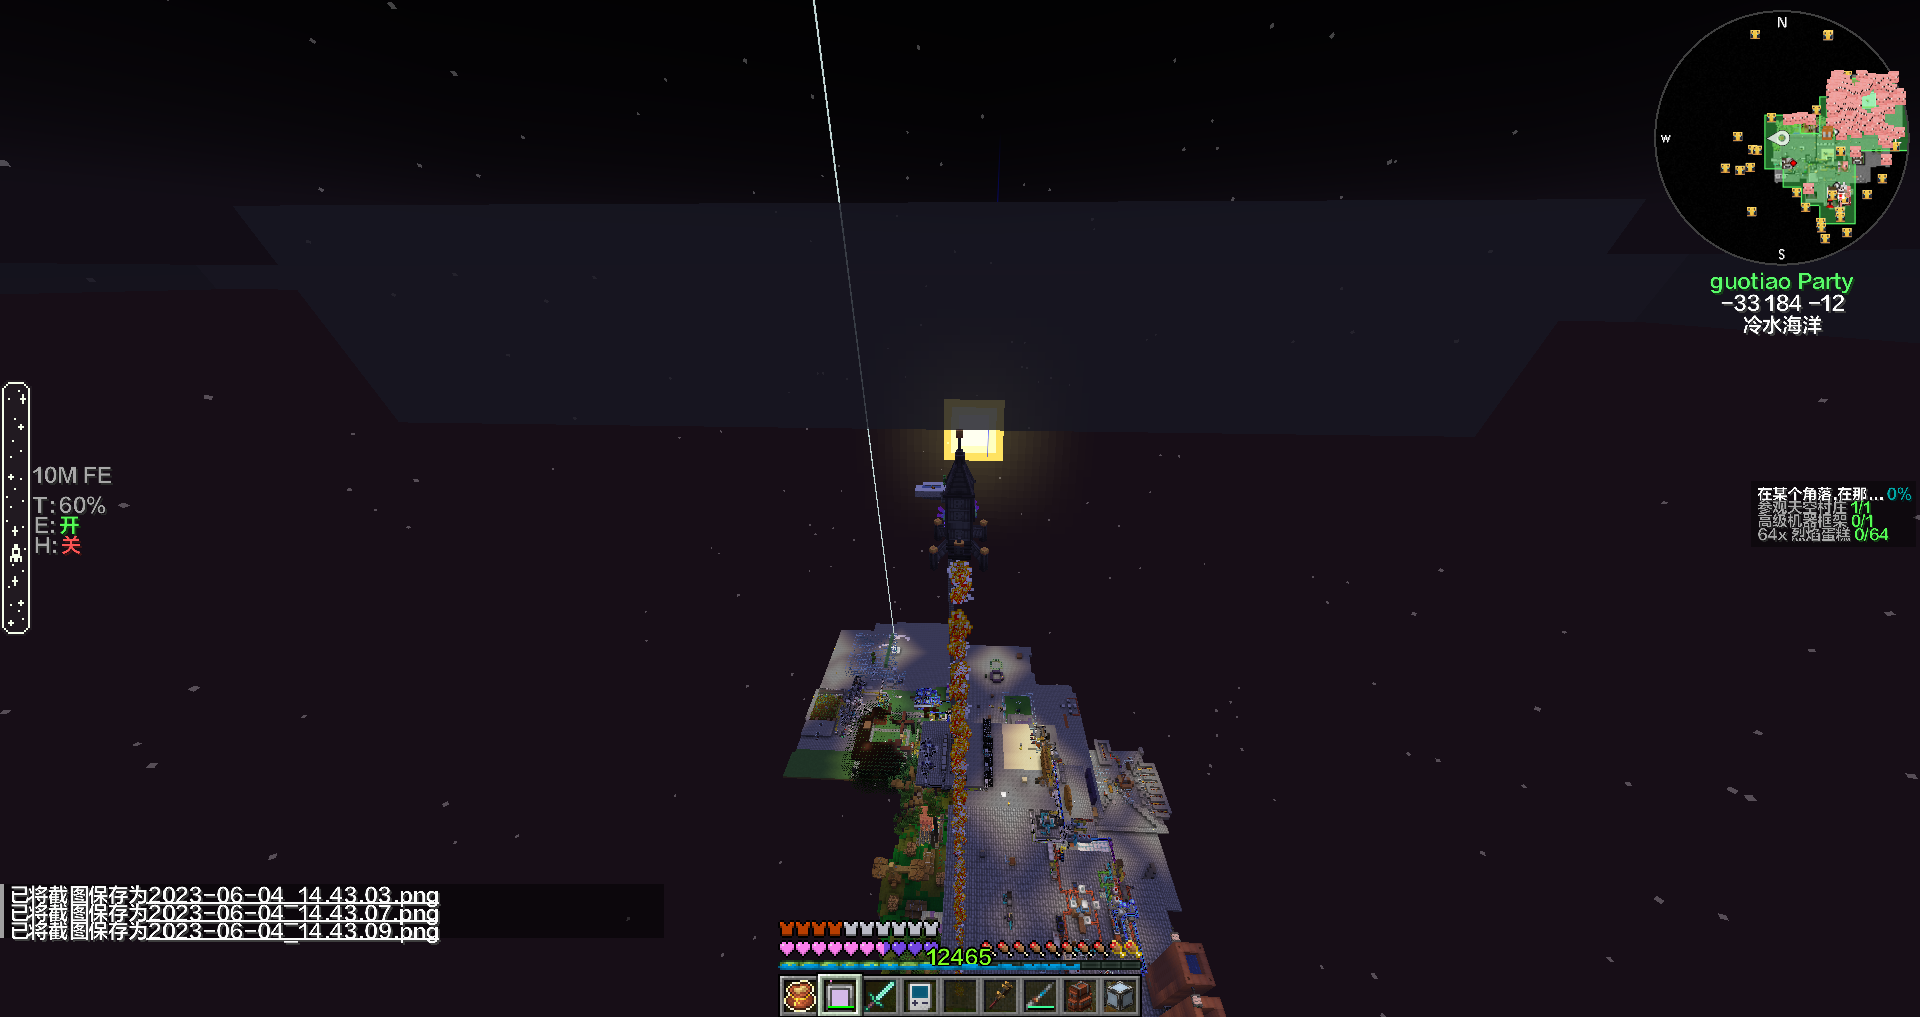 N
W
S
guotiao Party
-33 184 -12
冷水海洋
10M FE
T: 60%
E: 开
H: 关
在某个角落,在那... 0%
参观天空村庄 1/1
高级机器框架 0/1
64x 烈焰蛋糕 0/64
已将截图保存为2023-06-04_14.43.03.png
已将截图保存为2023-06-04_14.43.07.png
已将截图保存为2023-06-04_14.43.09.png
12465